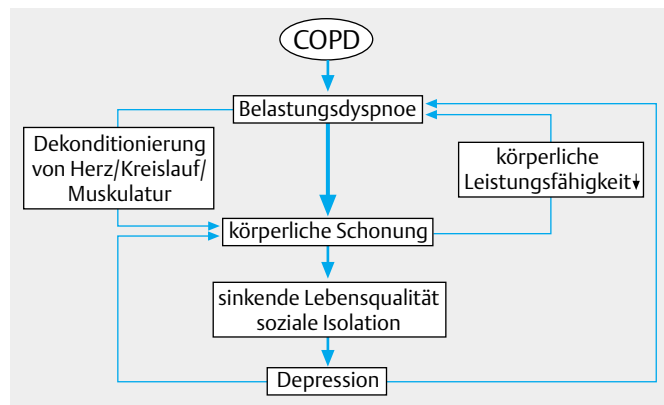 COPD
Belastungsdyspnoe
Dekonditionierung
von Herz/Kreislauf/
Muskulatur
körperliche
Leistungsfähigkeit↓
körperliche Schonung
sinkende Lebensqualität
soziale Isolation
Depression